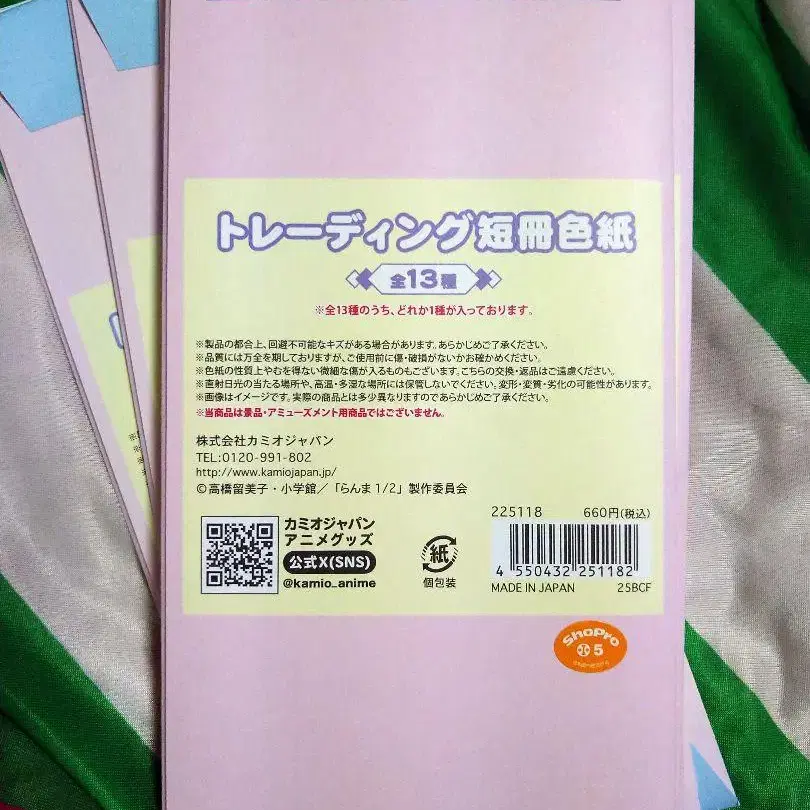 トレーディング短冊色紙
全13種
※全13種のうち、どれか1種が入っております。
※製品の都合上、回避不可能なキズがある場合があります。あらかじめご了承ください。
※品質には万全を期しておりますが、ご使用前に傷・破損がないかお確かめください。
※色紙の性質上やむを得ない微細な傷が入るものもございます。こちらの交換・返品はご遠慮ください。
※直射日光の当たる場所や、高温・多湿な場所には保管しないでください。変形・変質・劣化の可能性があります。
※画像はイメージです。実際の商品とは多少異なりますのであらかじめご了承ください。
※当商品は景品・アミューズメント用商品ではございません。
株式会社カミオジャパン
TEL:0120-991-802
http://www.kamiojapan.jp/
©高橋留美子・小学館／「らんま1/2」製作委員会
カミオジャパン
アニメグッズ
公式X(SNS)
@kamio_anime
紙
個包装
225118 660円(税込)
4 550432 251182
MADE IN JAPAN 25BCF
ShoPro
小 5